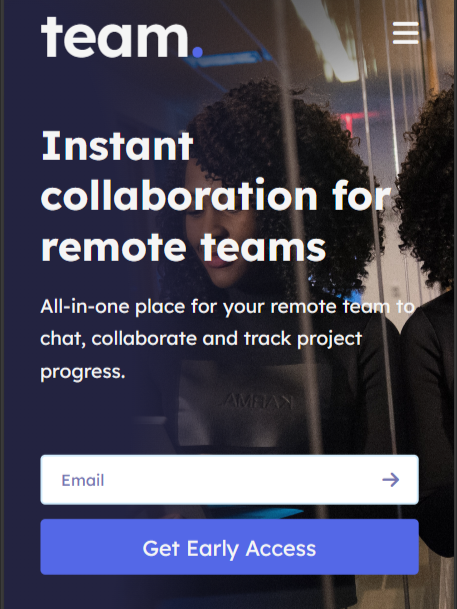 team.
Instant
collaboration for
remote teams
All-in-one place for your remote team to
chat, collaborate and track project
progress.
Email
Get Early Access